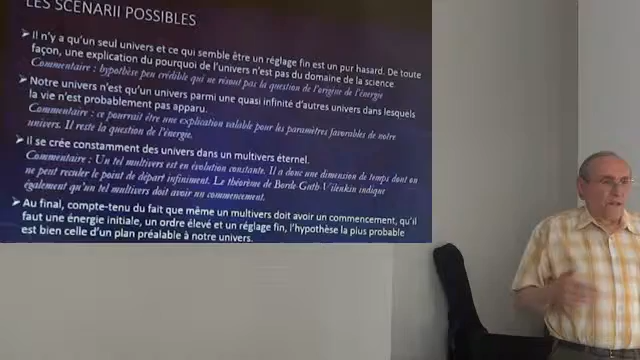 LES SCENARII POSSIBLES
Il n'y a qu'un seul univers et ce qui semble être un réglage fin est un pur hasard. De toute
façon, une explication du pourquoi de l'univers n'est pas du domaine de la science.
Commentaire : hypothèse peu crédible qui ne résout pas la question de l'origine de l'énergie
Notre univers n'est qu'un univers parmi une quasi infinité d'autres univers dans lesquels
la vie n'est probablement pas apparu.
Commentaire : ce pourrait être une explication valable pour les paramètres favorables de notre
univers. Il reste la question de l'énergie.
Il se crée constamment des univers dans un multivers éternel.
Commentaire : Un tel multivers est en évolution constante. Il a donc une dimension de temps dont on
ne peut reculer le point de départ infiniment. Le théorème de Borde-Guth-Vilenkin indique
également qu'un tel multivers doit avoir un commencement.
Au final, compte-tenu du fait que même un multivers doit avoir un commencement, qu'il
faut une énergie initiale, un ordre élevé et un réglage fin, l'hypothèse la plus probable
est bien celle d'un plan préalable à notre univers.